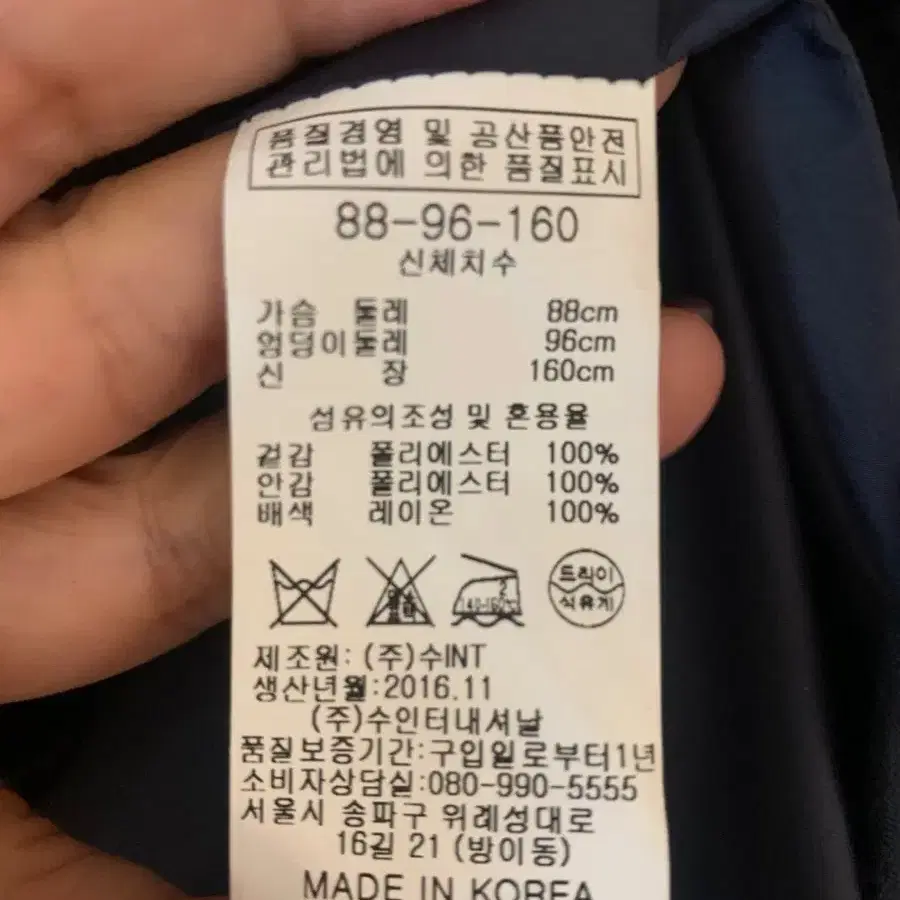 품질경영 및 공산품안전
관리법에 의한 품질표시
88-96-160
신체치수
가슴 둘레 88cm
엉덩이둘레 96cm
신 장 160cm
섬유의조성 및 혼용율
겉감 폴리에스터 100%
안감 폴리에스터 100%
배색 레이온 100%
2
140-160℃
드라이
석유계
제조원: (주)수INT
생산년월:2016.11
(주)수인터내셔날
품질보증기간:구입일로부터1년
소비자상담실:080-990-5555
서울시 송파구 위례성대로
16길 21 (방이동)
MADE IN KOREA